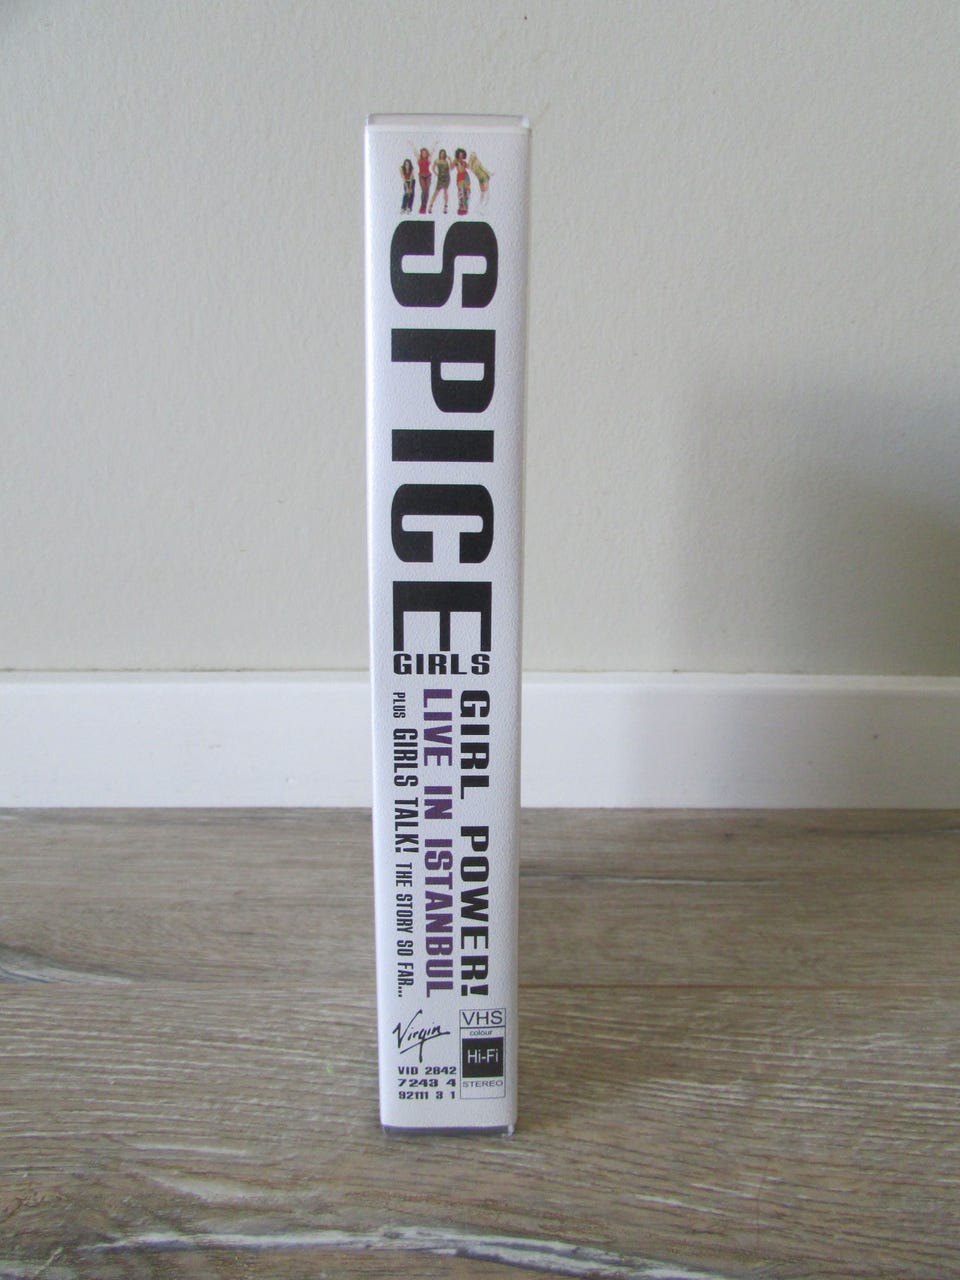 SPICE
GIRLS
GIRL POWER!
LIVE IN ISTANBUL
PLUS GIRLS TALK! THE STORY SO FAR...
Virgin
VID 2842
7243 4
92111 3 1
VHS
colour
Hi-Fi
STEREO